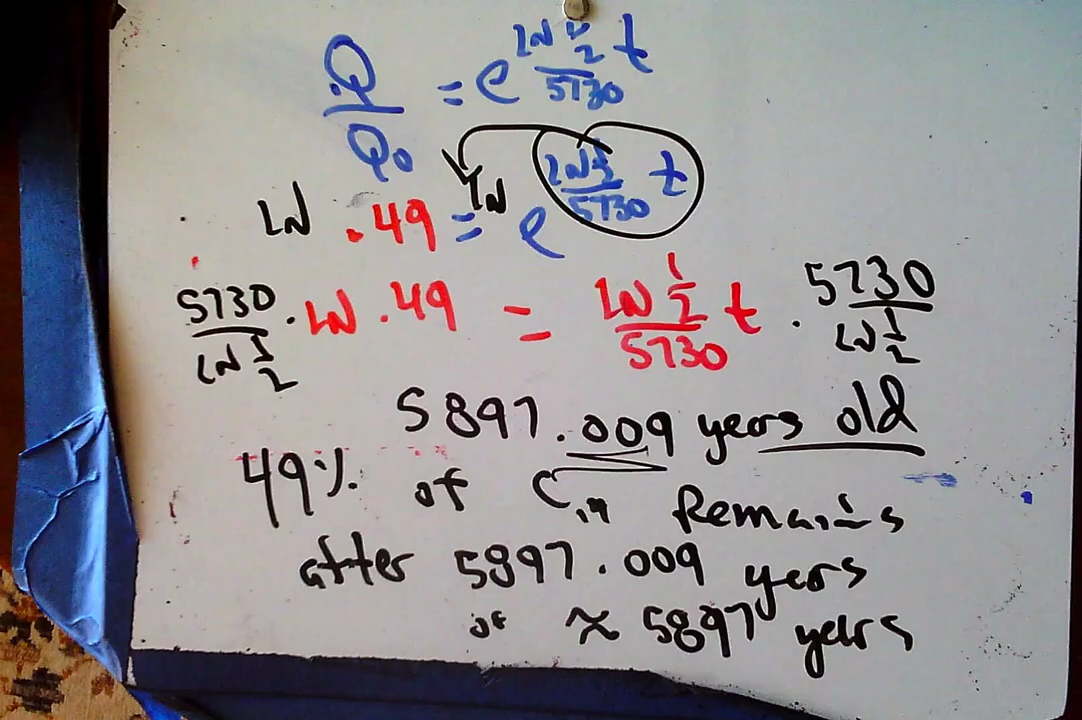 Q/Q₀ = e^(ln ½ / 5730 t)
ln .49 = ln e^(ln ½ / 5730 t)
5730/ln ½ · ln .49 = ln ½ / 5730 t · 5730/ln ½
5897.009 years old
49% of C14 Remains
after 5897.009 years
or ≈ 5897 years